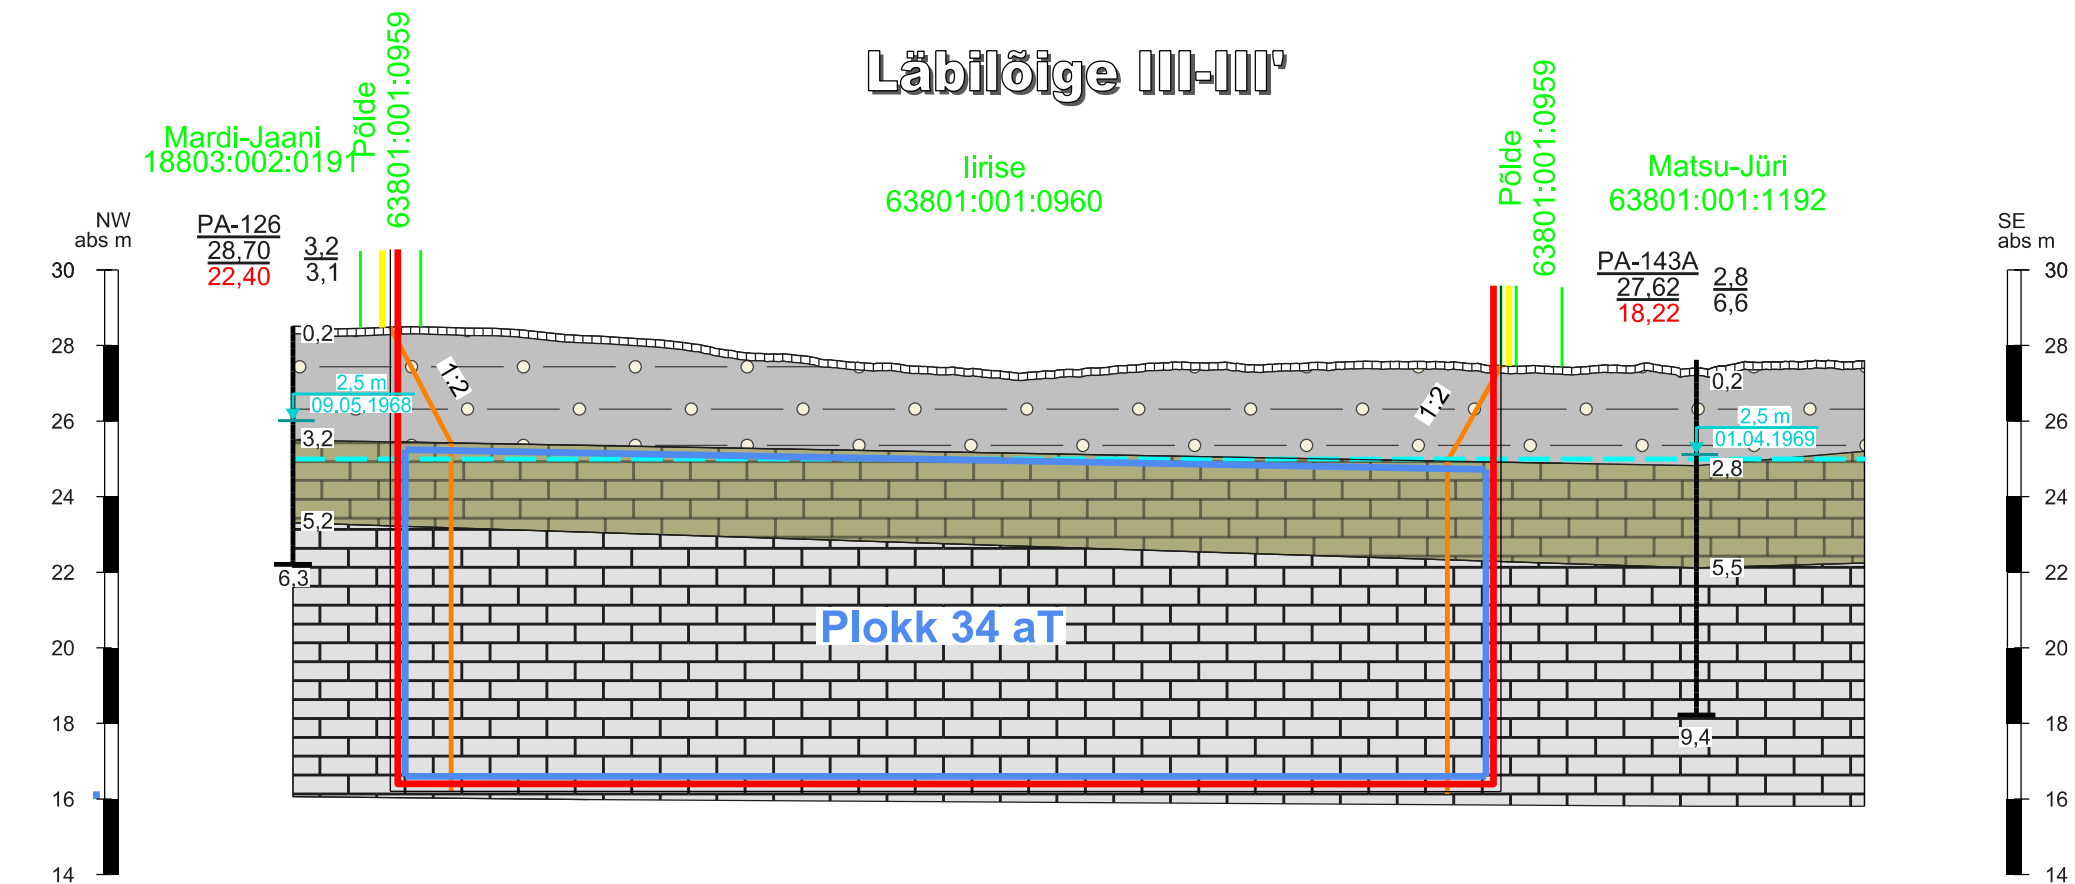 Läbilõige III-III'
Põlde
63801:001:0959
Põlde
63801:001:0959
Mardi-Jaani
18803:002:0191
Iirise
63801:001:0960
Matsu-Jüri
63801:001:1192
NW
abs m
PA-126
28,70
22,40
3,2
3,1
SE
abs m
PA-143A
27,62
18,22
2,8
6,6
30
28
26
24
22
20
18
16
14
0,2
2,5 m
09.05.1968
3,2
5,2
6,3
1:2
1:2
Plokk 34 aT
0,2
2,5 m
01.04.1969
2,8
5,5
9,4
30
28
26
24
22
20
18
16
14